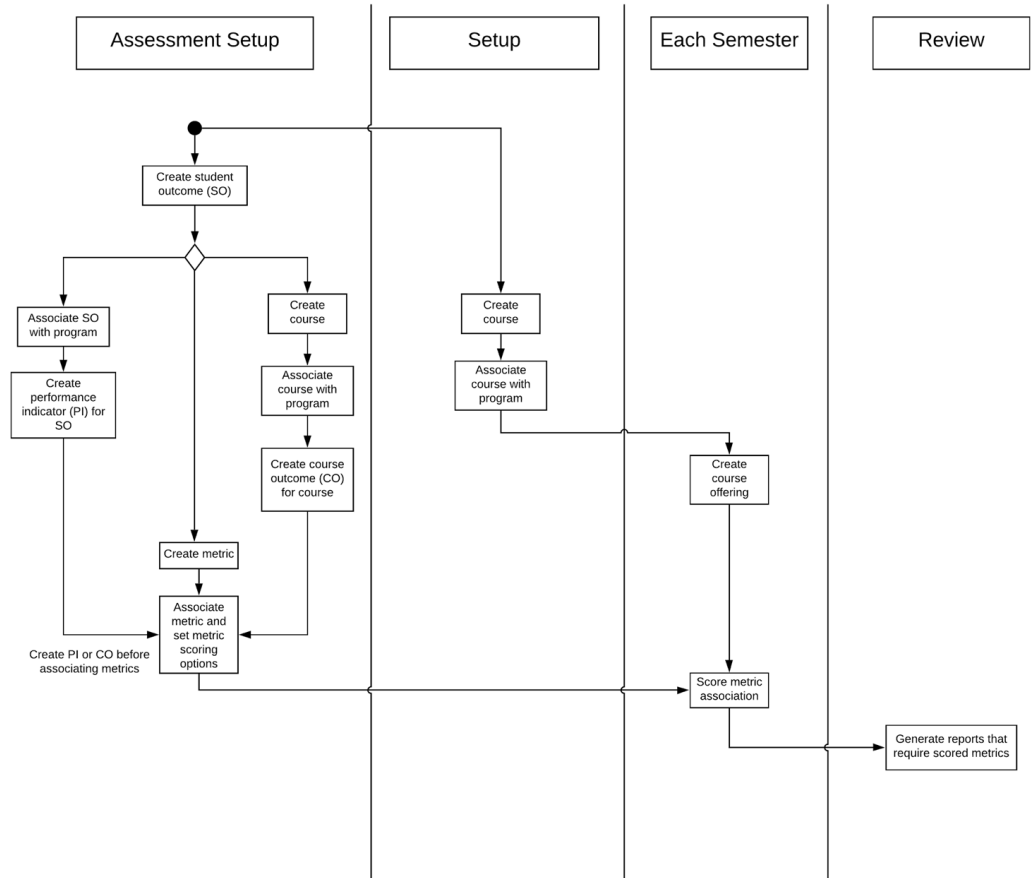 Assessment Setup
Setup
Each Semester
Review
Create student
outcome (SO)
Associate SO
with program
Create
performance
indicator (PI) for
SO
Create
course
Associate
course with
program
Create course
outcome (CO)
for course
Create metric
Associate
metric and
set metric
scoring
options
Create PI or CO before
associating metrics
Create
course
Associate
course with
program
Create
course
offering
Score metric
association
Generate reports that
require scored metrics